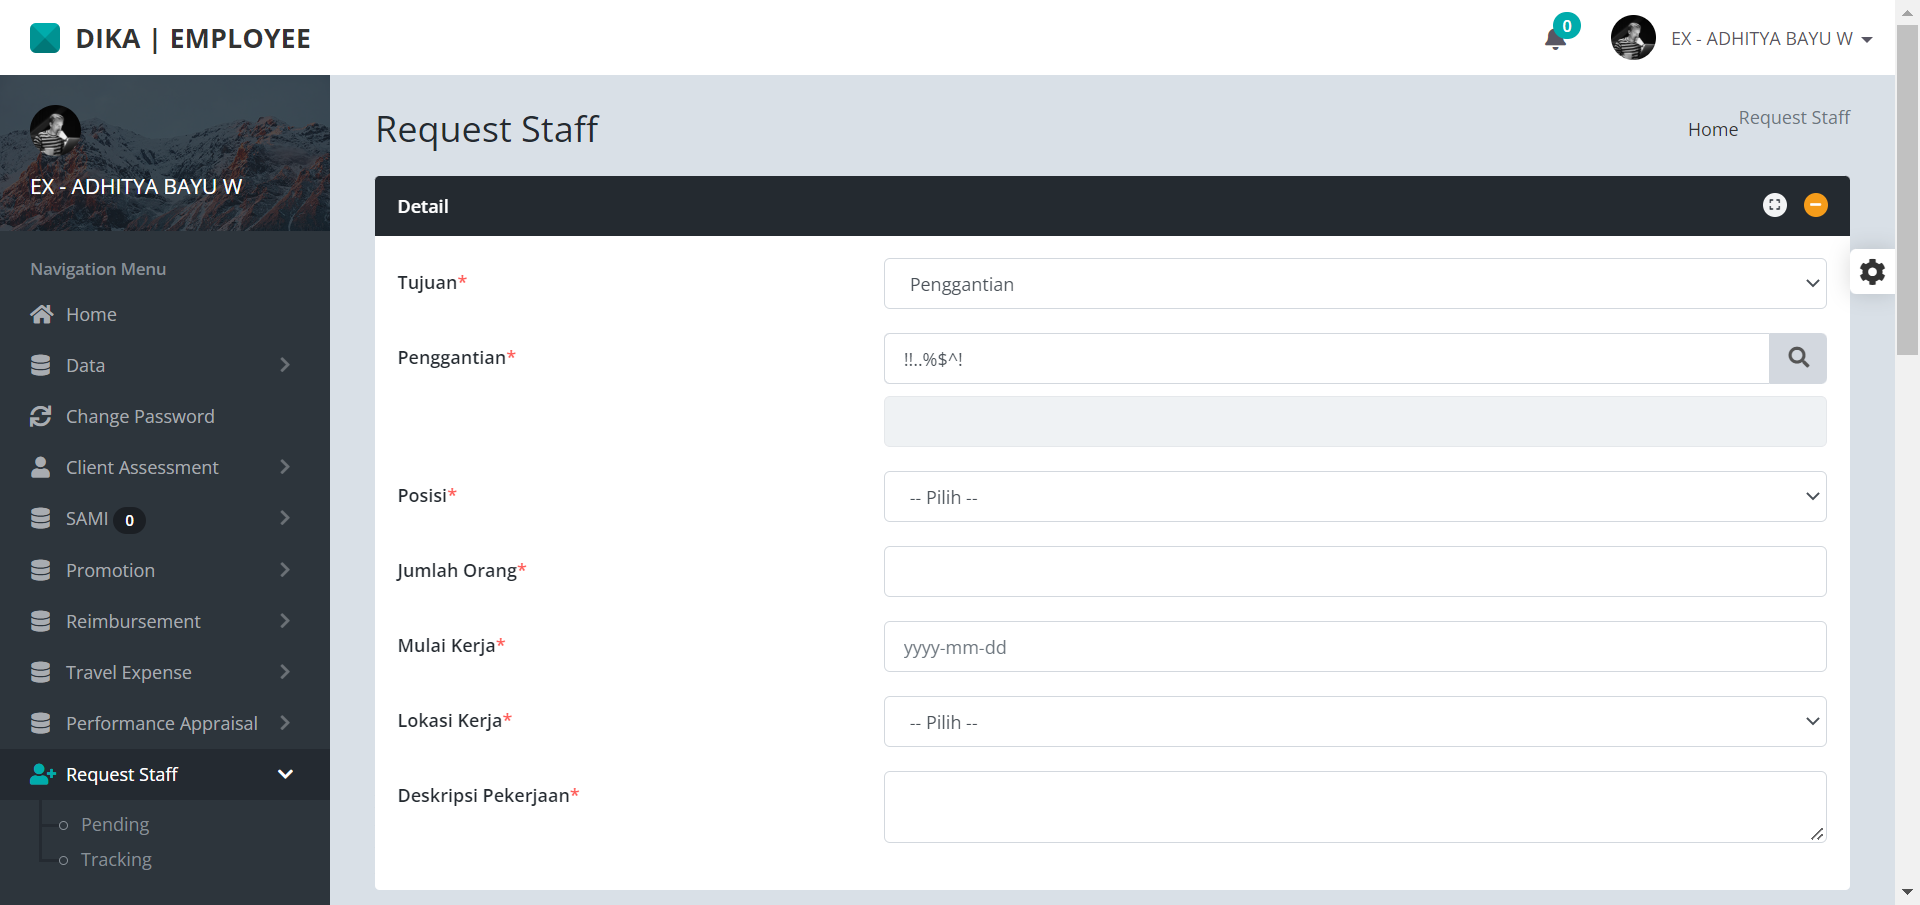 DIKA | EMPLOYEE
0
EX - ADHITYA BAYU W
EX - ADHITYA BAYU W
Navigation Menu
Home
Data
Change Password
Client Assessment
SAMI 0
Promotion
Reimbursement
Travel Expense
Performance Appraisal
Request Staff
Pending
Tracking
Request Staff
Home Request Staff
Detail
Tujuan*
Penggantian
Penggantian*
!!..%$^!
Posisi*
-- Pilih --
Jumlah Orang*
Mulai Kerja*
yyyy-mm-dd
Lokasi Kerja*
-- Pilih --
Deskripsi Pekerjaan*